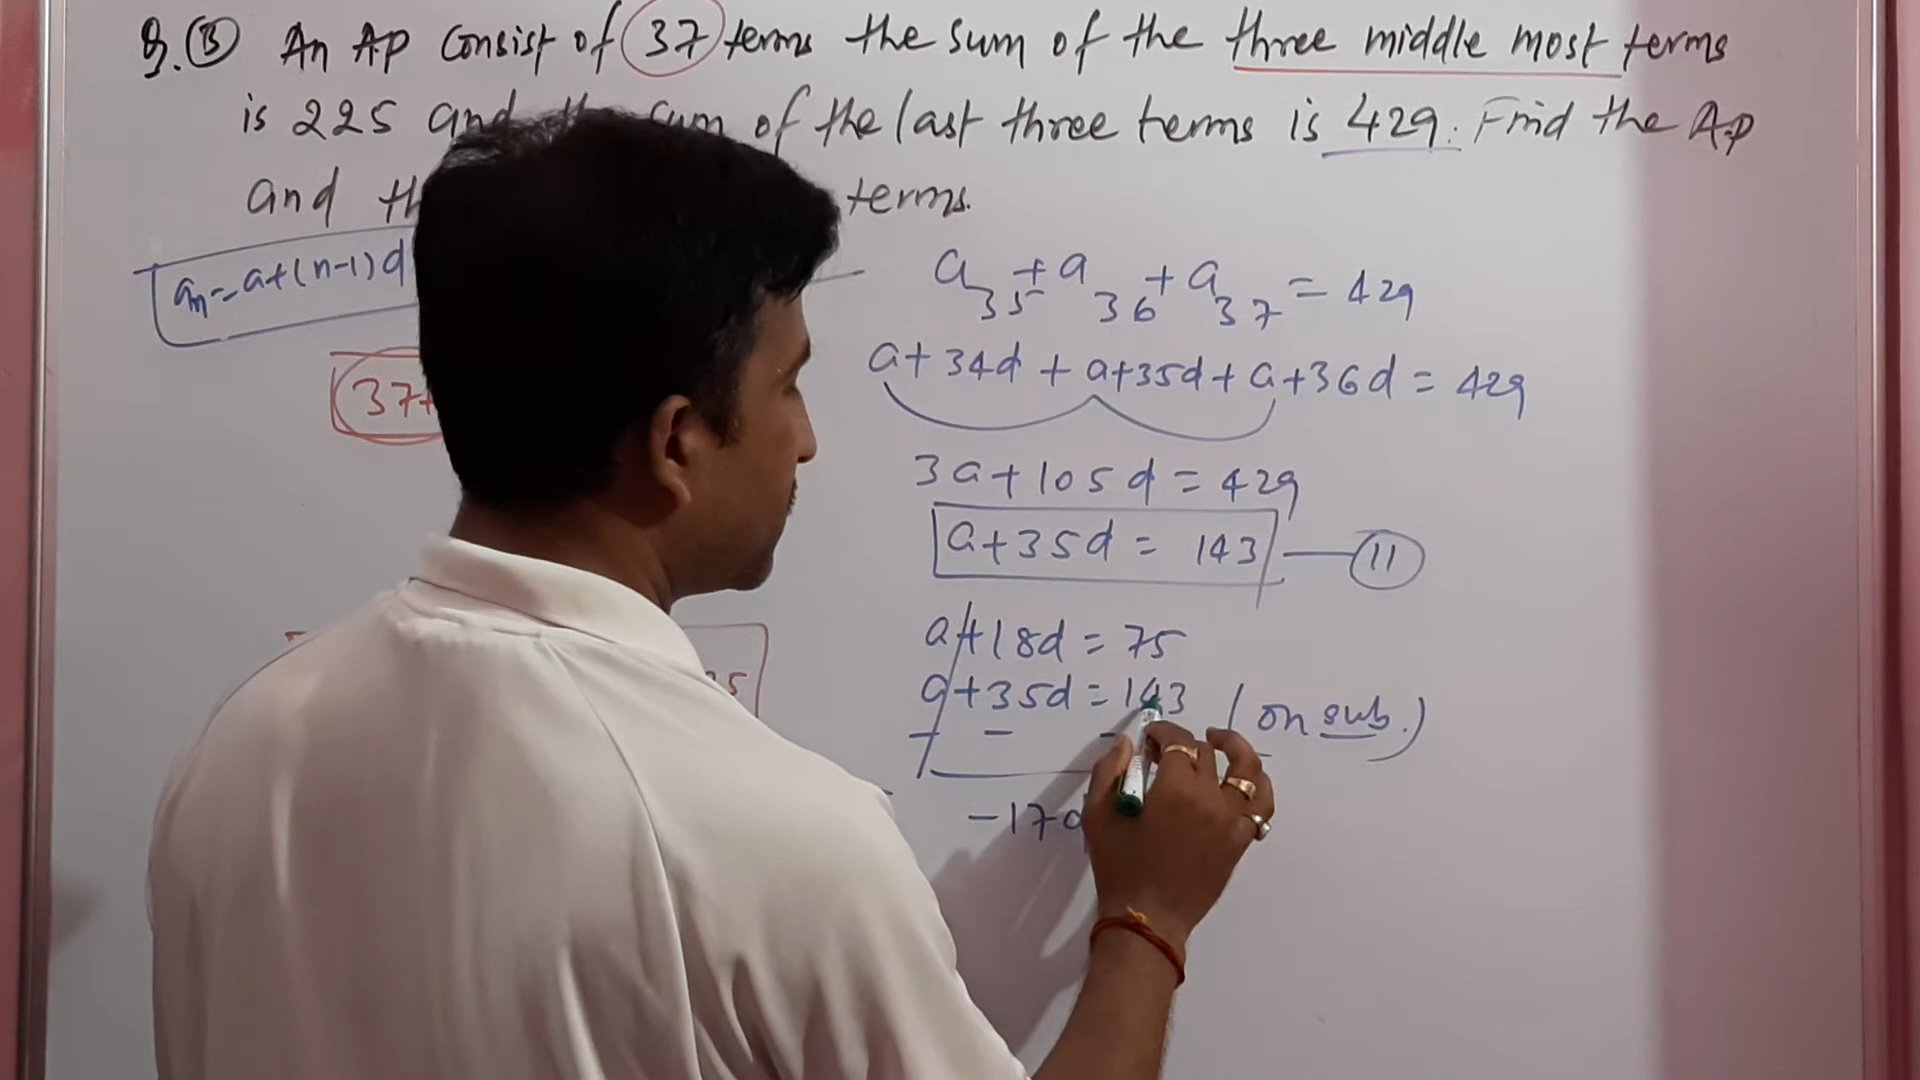 Q.(13) An AP consist of 37 terms the sum of the three middle most terms
is 225 and the sum of the last three terms is 429. Find the A.P
and terms.
an = a+(n-1)d
a35 + a36 + a37 = 429
a+34d + a+35d + a+36d = 429
37+
3a+105d = 429
a+35d = 143 —(11)
a+18d = 75
a+35d = 143 (on sub.)
- - -
-17d